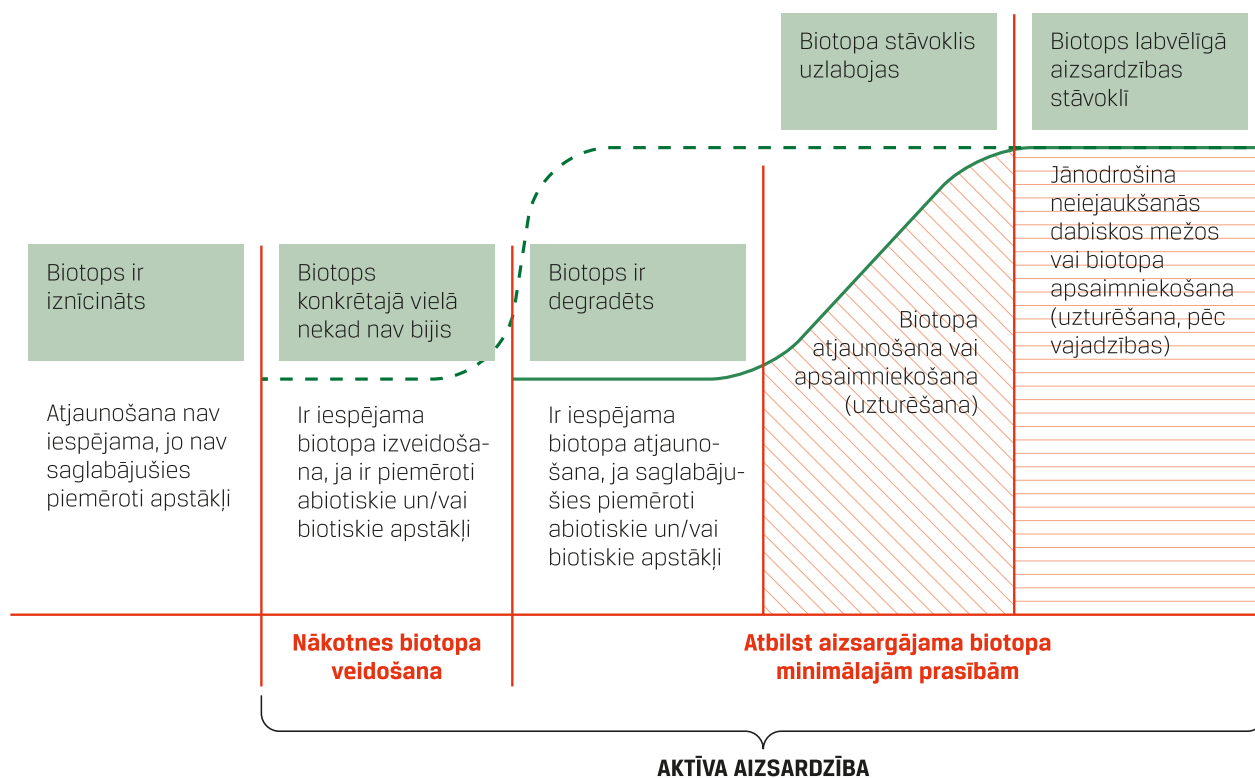 Biotopa stāvoklis
uzlabojas
Biotops labvēlīgā
aizsardzības
stāvoklī
Biotops ir
iznīcināts
Biotops
konkrētajā vielā
nekad nav bijis
Biotops ir
degradēts
Jānodrošina
neiejaukšanās
dabiskos mežos
vai biotopa
apsaimniekošana
(uzturēšana, pēc
vajadzības)
Biotopa
atjaunošana vai
apsaimniekošana
(uzturēšana)
Atjaunošana nav
iespējama, jo nav
saglabājušies
piemēroti apstākļi
Ir iespējama
biotopa izveidoša-
na, ja ir piemēroti
abiotiskie un/vai
biotiskie apstākļi
Ir iespējama
biotopa atjauno-
šana, ja saglabāju-
šies piemēroti
abiotiskie un/vai
biotiskie apstākļi
Nākotnes biotopa
veidošana
Atbilst aizsargājama biotopa
minimālajām prasībām
AKTĪVA AIZSARDZĪBA